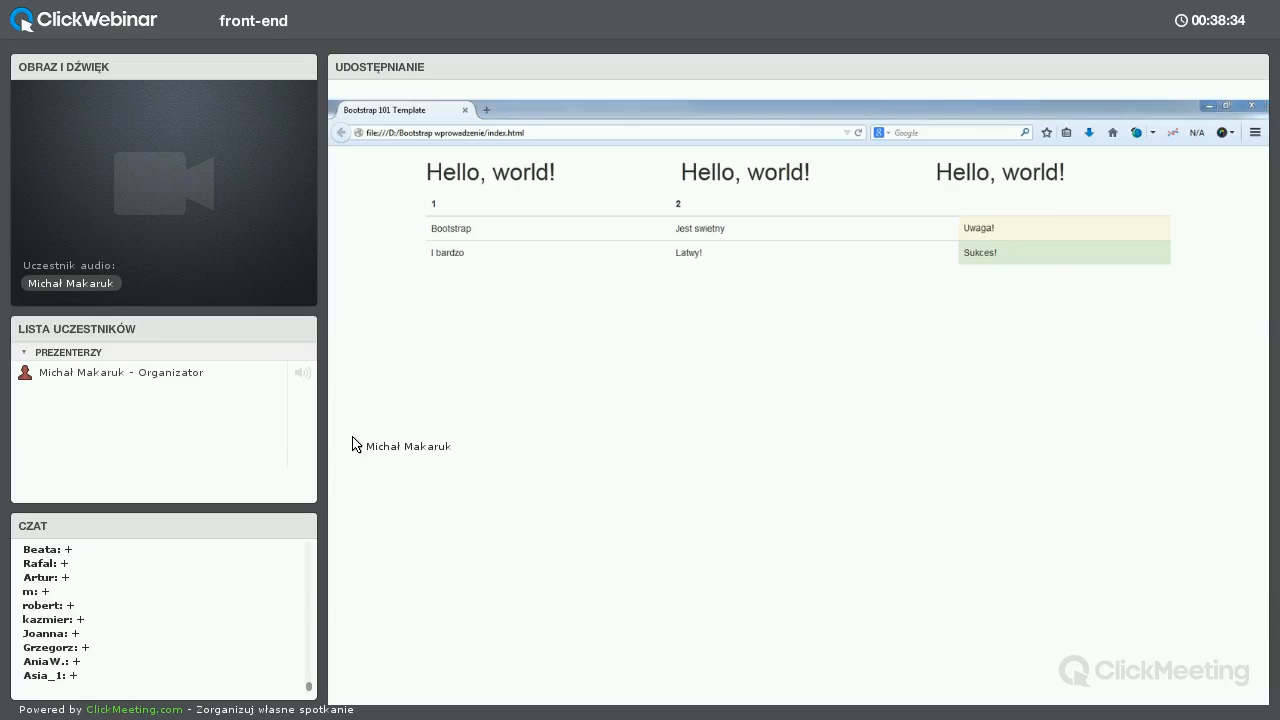 ClickWebinar
front-end
00:38:34
OBRAZ I DŹWIĘK
Uczestnik audio:
Michał Makaruk
LISTA UCZESTNIKÓW
PREZENTERZY
Michał Makaruk - Organizator
CZAT
Beata: +
Rafal: +
Artur: +
m: +
robert: +
kazmier: +
Joanna: +
Grzegorz: +
AniaW.: +
Asia_1: +
UDOSTĘPNIANIE
Bootstrap 101 Template
file:///D:/Bootstrap wprowadzenie/index.html
Google
N/A
Hello, world! Hello, world! Hello, world!
1 2
Bootstrap Jest swietny Uwaga!
I bardzo Latwy! Sukces!
Michał Makaruk
ClickMeeting
Powered by ClickMeeting.com - Zorganizuj własne spotkanie